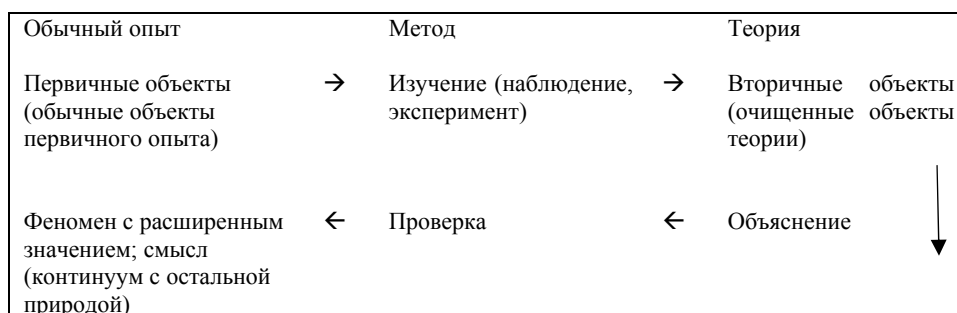 Обычный опыт Метод Теория
Первичные объекты → Изучение (наблюдение, → Вторичные объекты
(обычные объекты эксперимент) (очищенные объекты
первичного опыта) теории)
Феномен с расширенным ← Проверка ← Объяснение
значением; смысл
(континуум с остальной
природой)